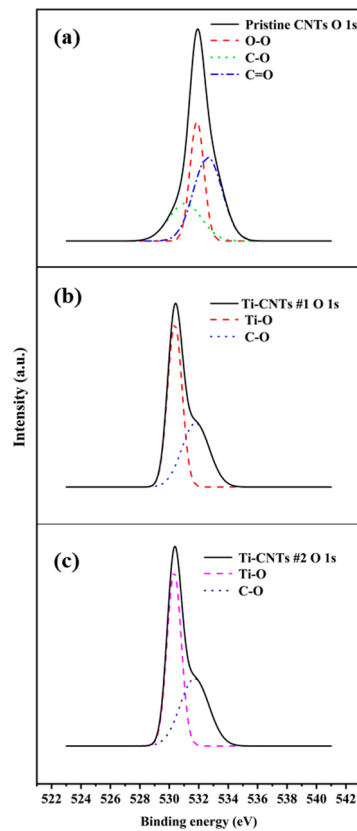 (a)
Pristine CNTs O 1s
O-O
C-O
C=O
(b)
Ti-CNTs #1 O 1s
Ti-O
C-O
(c)
Ti-CNTs #2 O 1s
Ti-O
C-O
Intensity (a.u.)
522 524 526 528 530 532 534 536 538 540 542
Binding energy (eV)